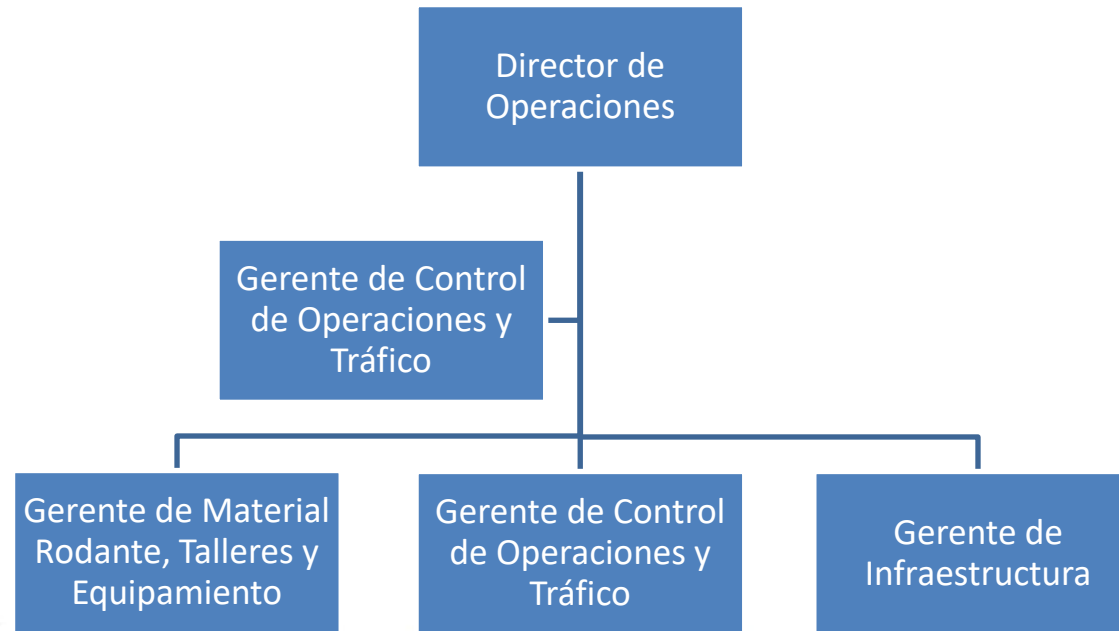 Director de
Operaciones
Gerente de Control
de Operaciones y
Tráfico
Gerente de Material
Rodante, Talleres y
Equipamiento
Gerente de Control
de Operaciones y
Tráfico
Gerente de
Infraestructura